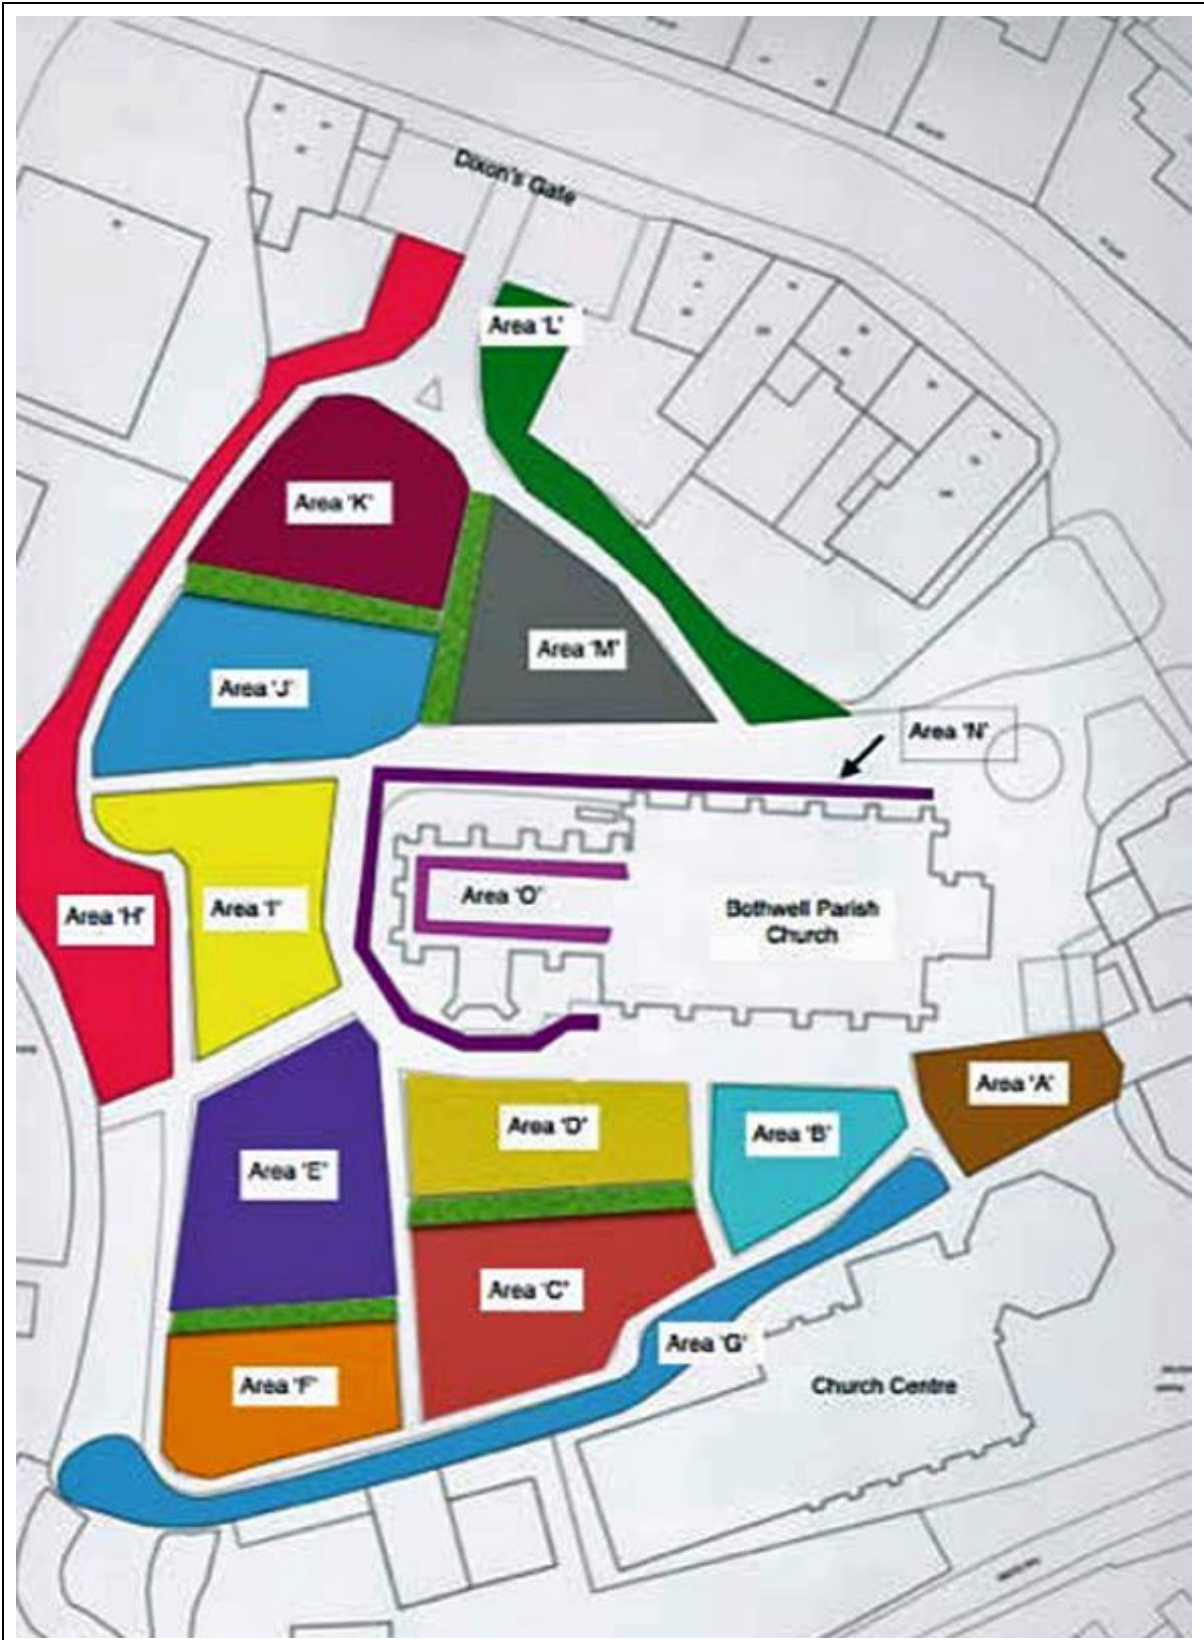 Dixon's Gate
Area 'L'
Area 'K'
Area 'M'
Area 'J'
Area 'N'
Area 'O'
Area 'I'
Area 'H'
Bothwell Parish
Church
Area 'A'
Area 'D'
Area 'B'
Area 'E'
Area 'C'
Area 'G'
Area 'F'
Church Centre